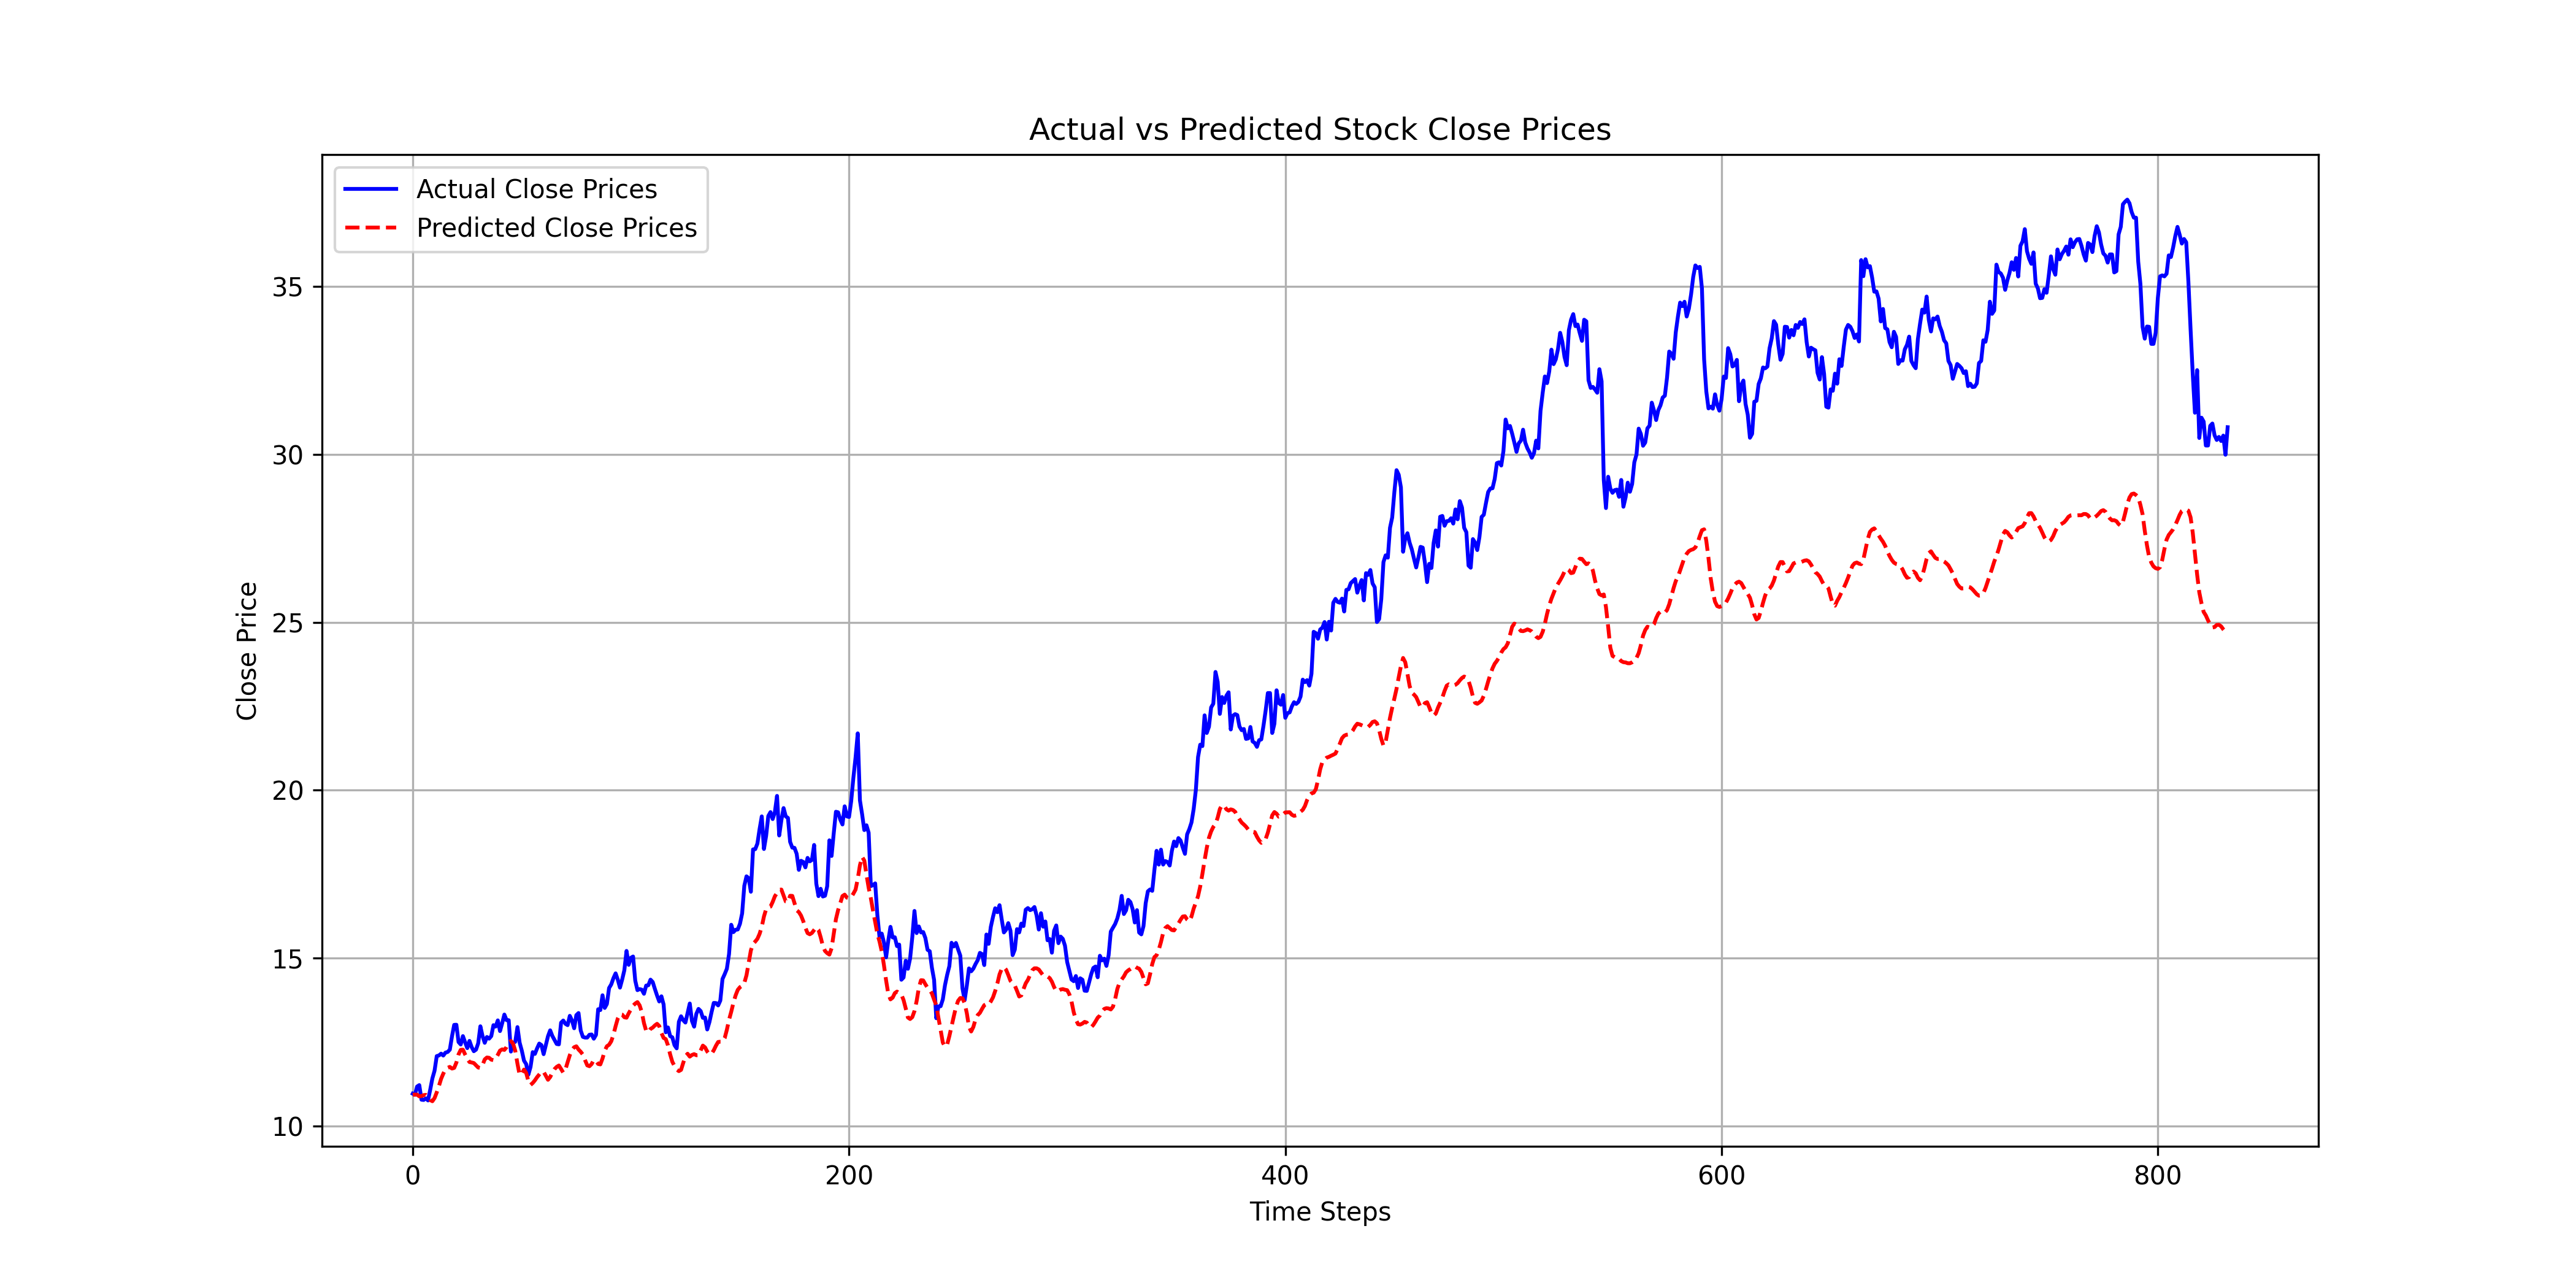 Actual vs Predicted Stock Close Prices
Actual Close Prices
Predicted Close Prices
Close Price
35
30
25
20
15
10
0 200 400 600 800
Time Steps